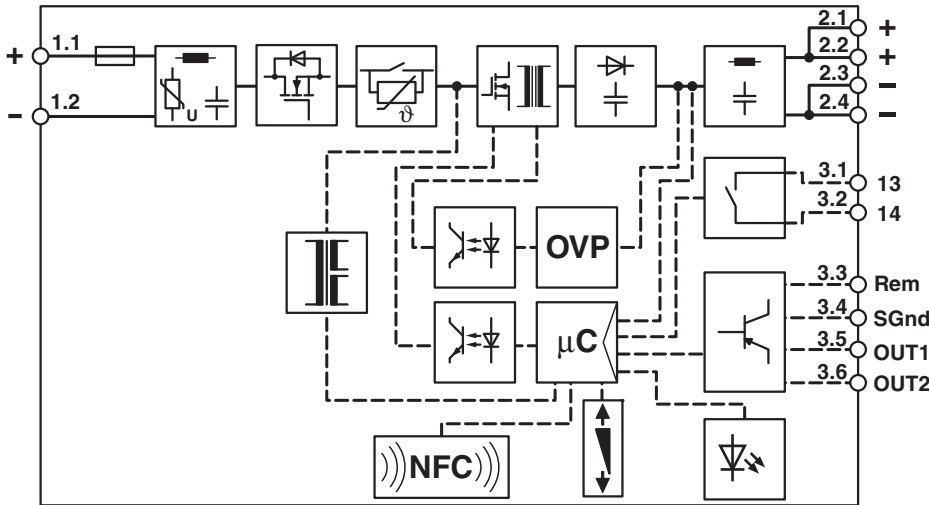 + 1.1
− 1.2
U
ϑ
2.1 +
2.2 +
2.3 −
2.4 −
3.1 13
3.2 14
OVP
3.3 Rem
3.4 SGnd
µC
3.5 OUT1
3.6 OUT2
NFC